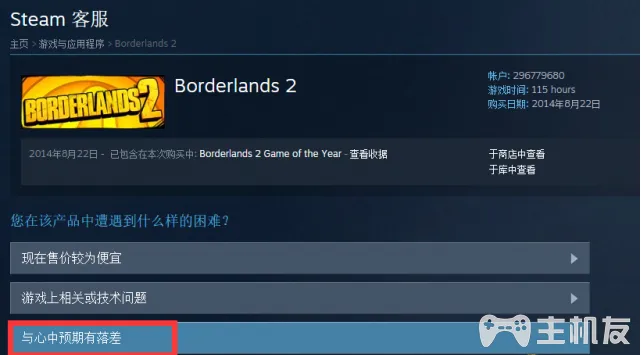 Steam 客服
主页 > 游戏与应用程序 > Borderlands 2
BORDERLANDS 2
Borderlands 2
帐户: 296779680
游戏时间: 115 hours
购买日期: 2014年8月22日
2014年8月22日 - 已包含在本次购买中: Borderlands 2 Game of the Year - 查看收据
于商店中查看
于库中查看
您在该产品中遭遇到什么样的困难?
现在售价较为便宜
游戏上相关或技术问题
与心中预期有落差
主机友